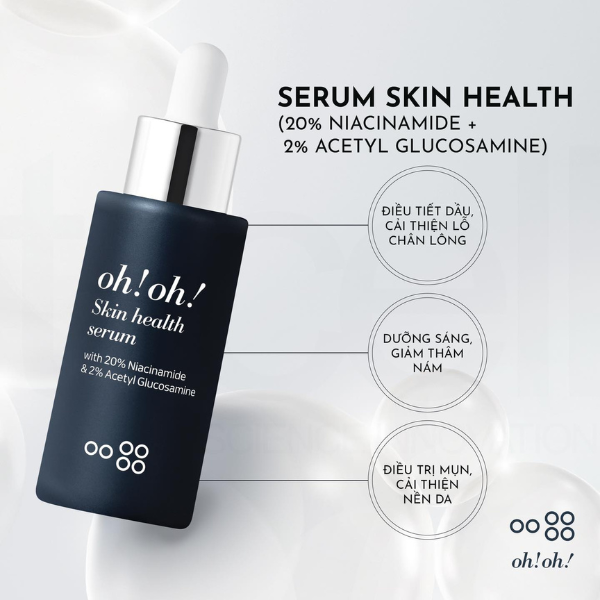 SERUM SKIN HEALTH
(20% NIACINAMIDE +
2% ACETYL GLUCOSAMINE)
ĐIỀU TIẾT DẦU,
CẢI THIỆN LỖ
CHÂN LÔNG
oh! oh!
Skin health
serum
with 20% Niacinamide
& 2% Acetyl Glucosamine
DƯỠNG SÁNG,
GIẢM THÂM
NÁM
ĐIỀU TRỊ MỤN,
CẢI THIỆN
NỀN DA
oh! oh!